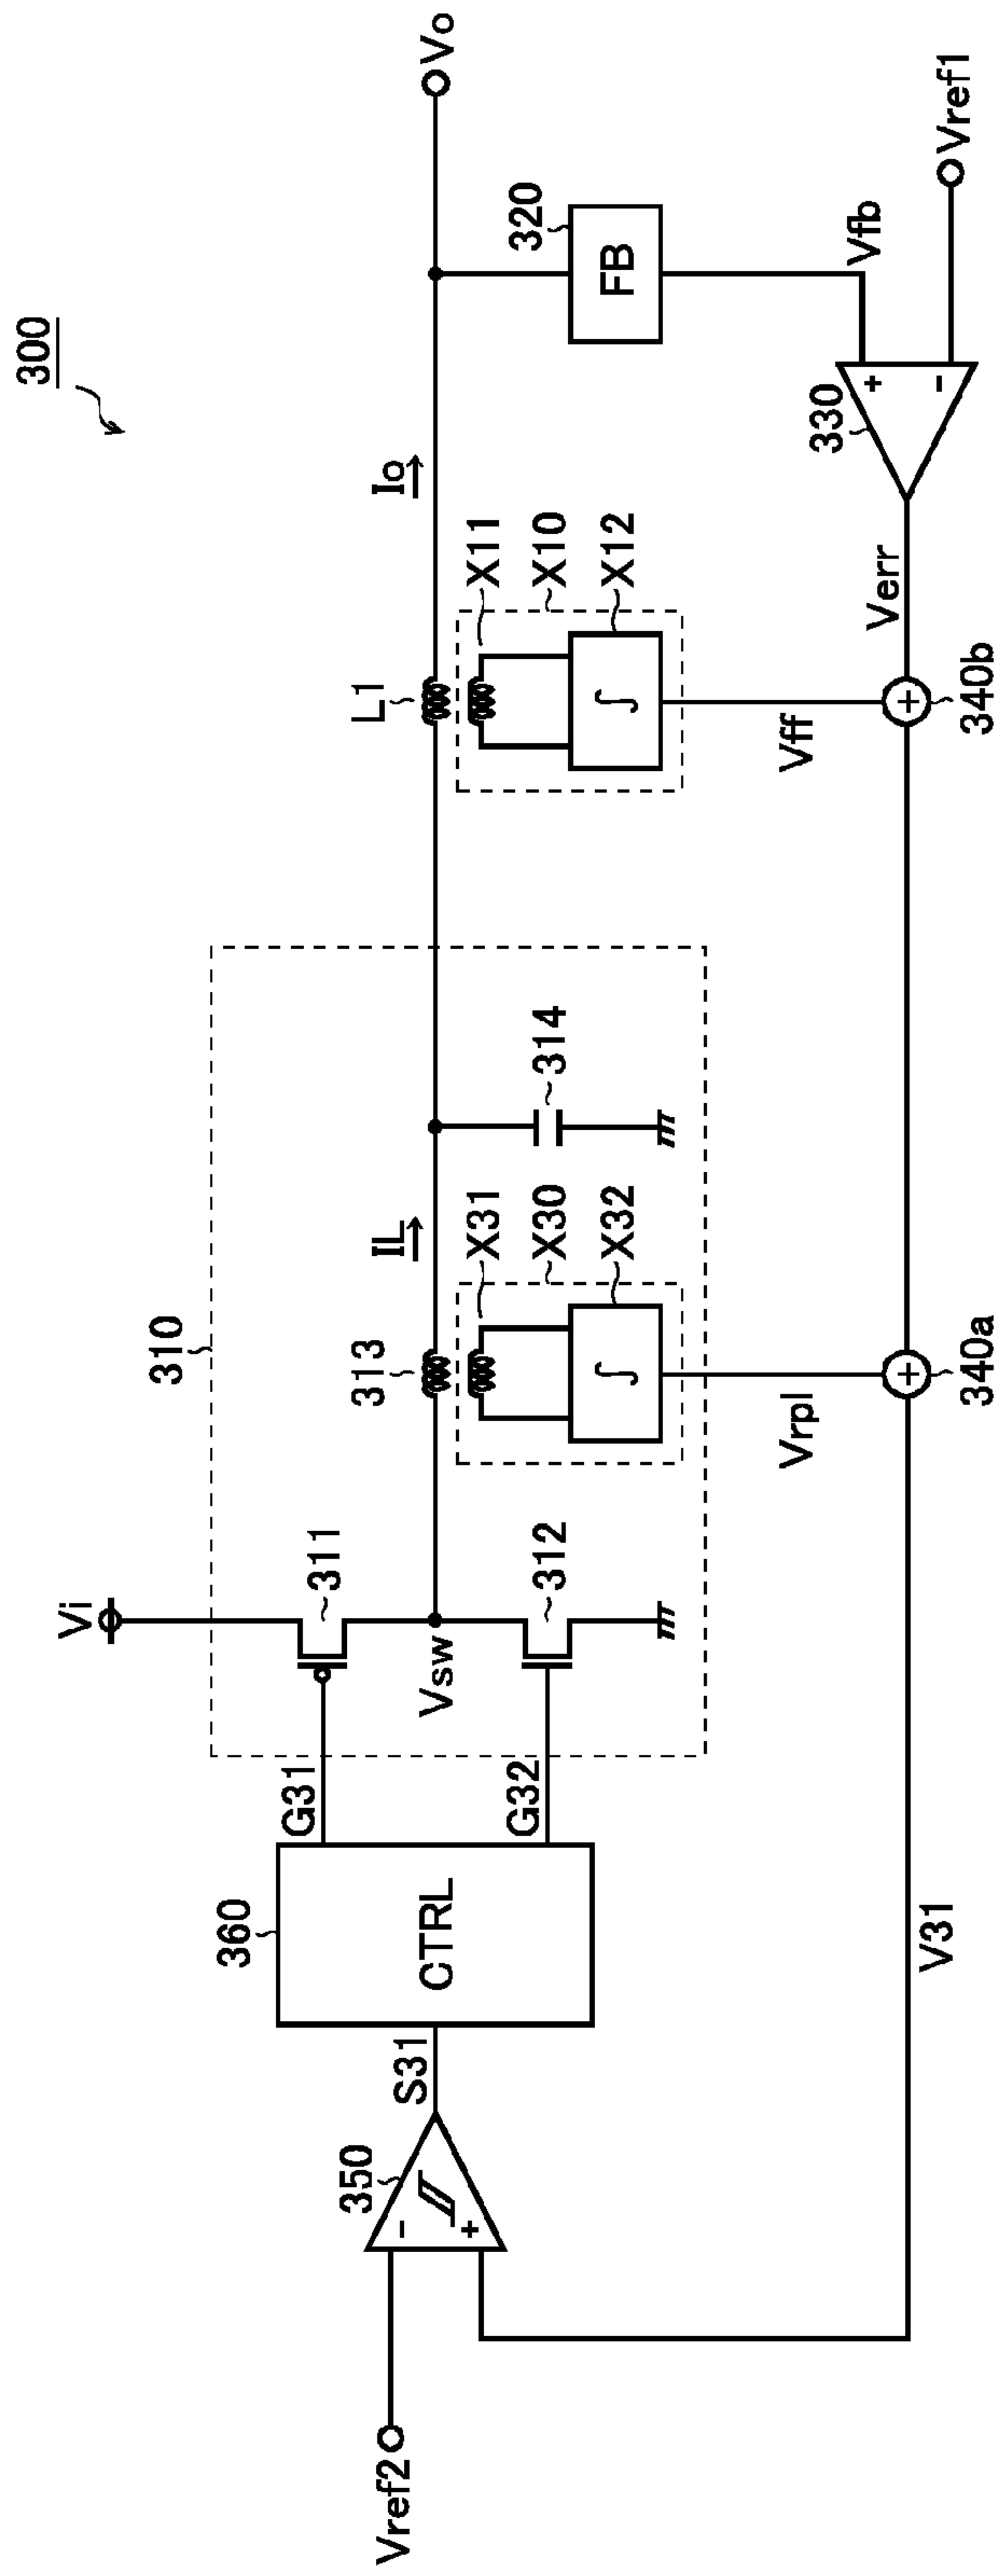 300
Vi
310
311
312
Vsw
313
IL
314
L1
Io
Vo
X31
X30
X32
∫
X11
X10
X12
∫
320
FB
Vfb
Vref1
330
+
-
Verr
340b
+
Vff
340a
+
Vrpl
V31
Vref2
350
-
+
S31
360
CTRL
G31
G32